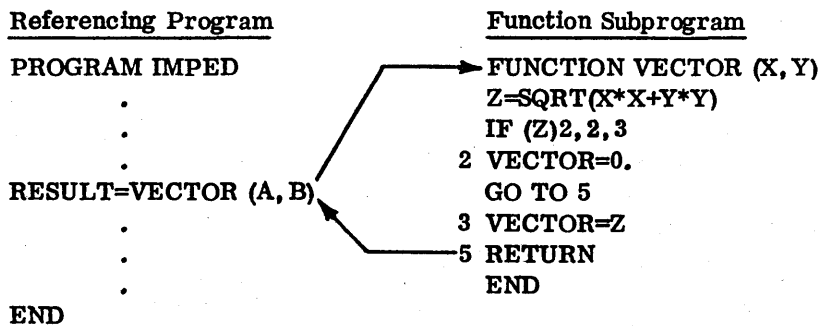 Referencing Program
PROGRAM IMPED
.
.
.
RESULT=VECTOR (A, B)
.
.
.
END
Function Subprogram
FUNCTION VECTOR (X, Y)
Z=SQRT(X*X+Y*Y)
IF (Z)2, 2, 3
2 VECTOR=0.
GO TO 5
3 VECTOR=Z
5 RETURN
END